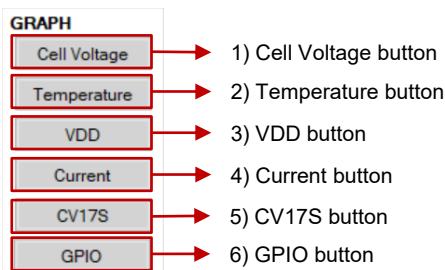 GRAPH
Cell Voltage 1) Cell Voltage button
Temperature 2) Temperature button
VDD 3) VDD button
Current 4) Current button
CV17S 5) CV17S button
GPIO 6) GPIO button